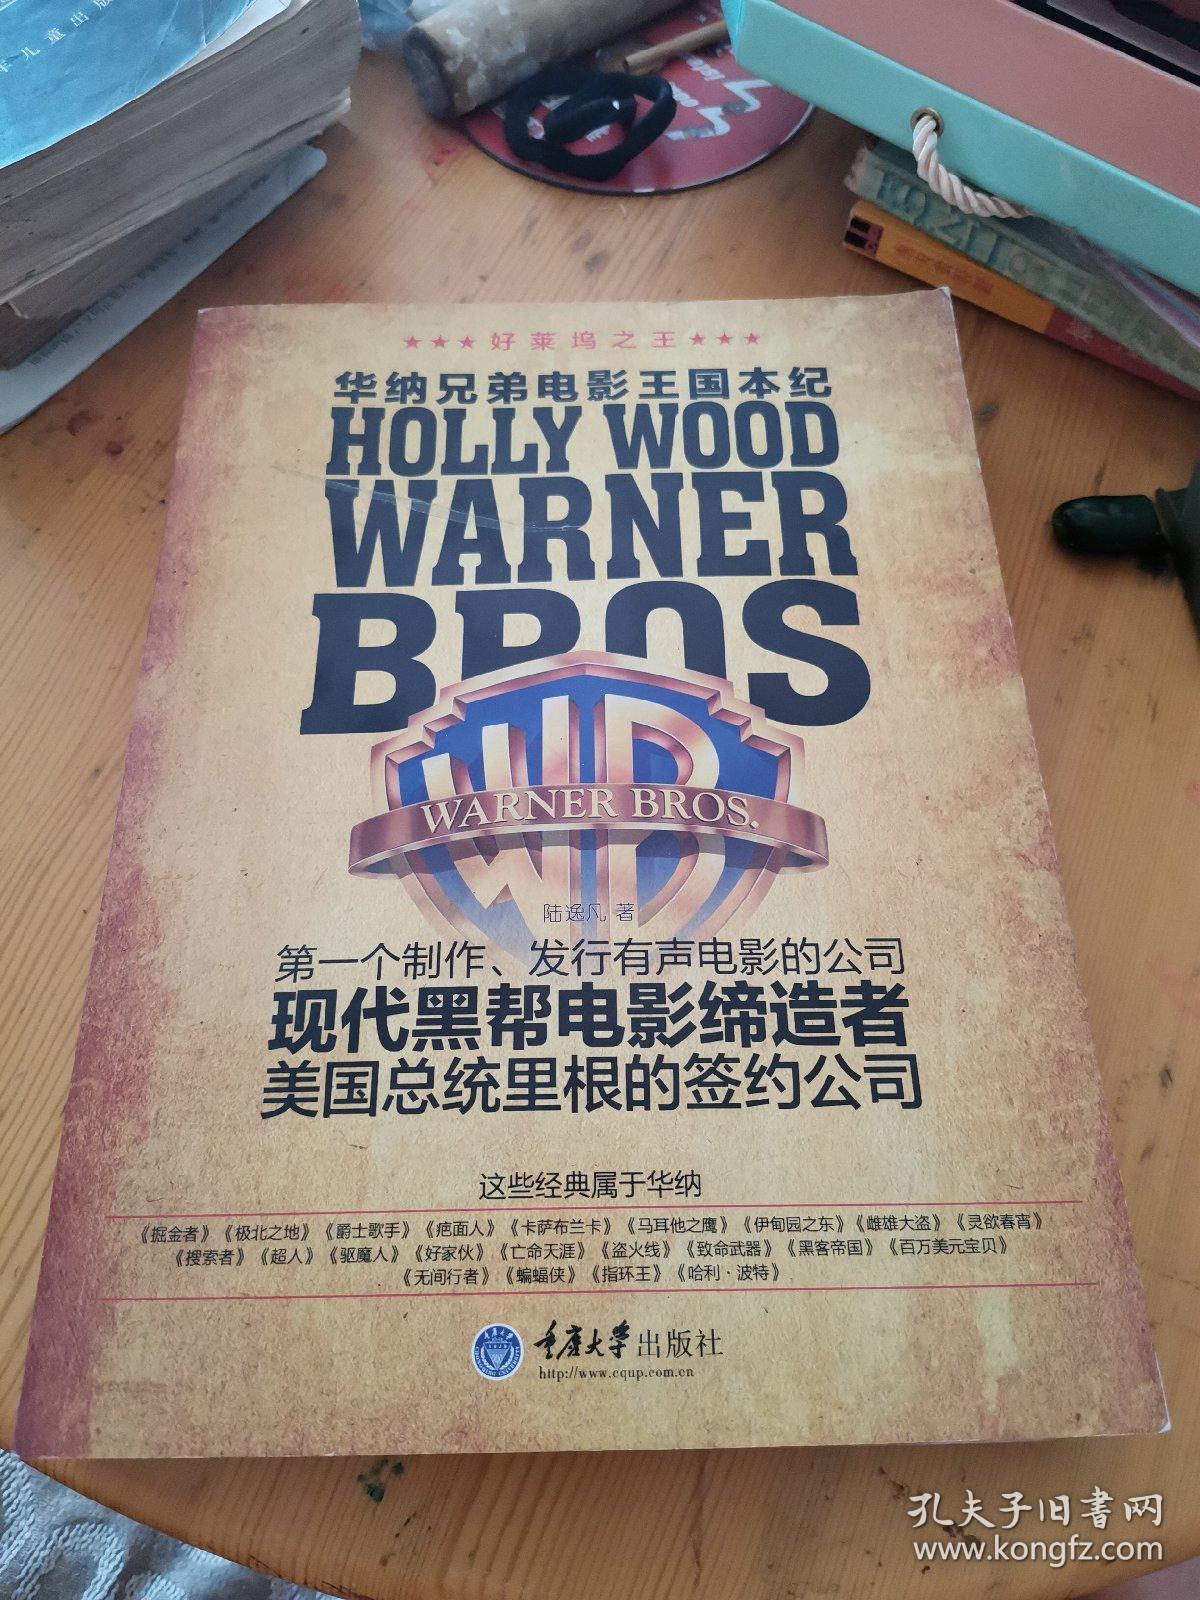 ★★★好莱坞之王★★★
华纳兄弟电影王国本纪
HOLLY WOOD
WARNER
BROS
WB
WARNER BROS.
陆逸凡 著
第一个制作、发行有声电影的公司
现代黑帮电影缔造者
美国总统里根的签约公司
这些经典属于华纳
《掘金者》《极北之地》《爵士歌手》《疤面人》《卡萨布兰卡》《马耳他之鹰》《伊甸园之东》《雌雄大盗》《灵欲春宵》
《搜索者》《超人》《驱魔人》《好家伙》《亡命天涯》《盗火线》《致命武器》《黑客帝国》《百万美元宝贝》
《无间行者》《蝙蝠侠》《指环王》《哈利·波特》
重庆大学出版社
http://www.cqup.com.cn
孔夫子旧书网
www.kongfz.com